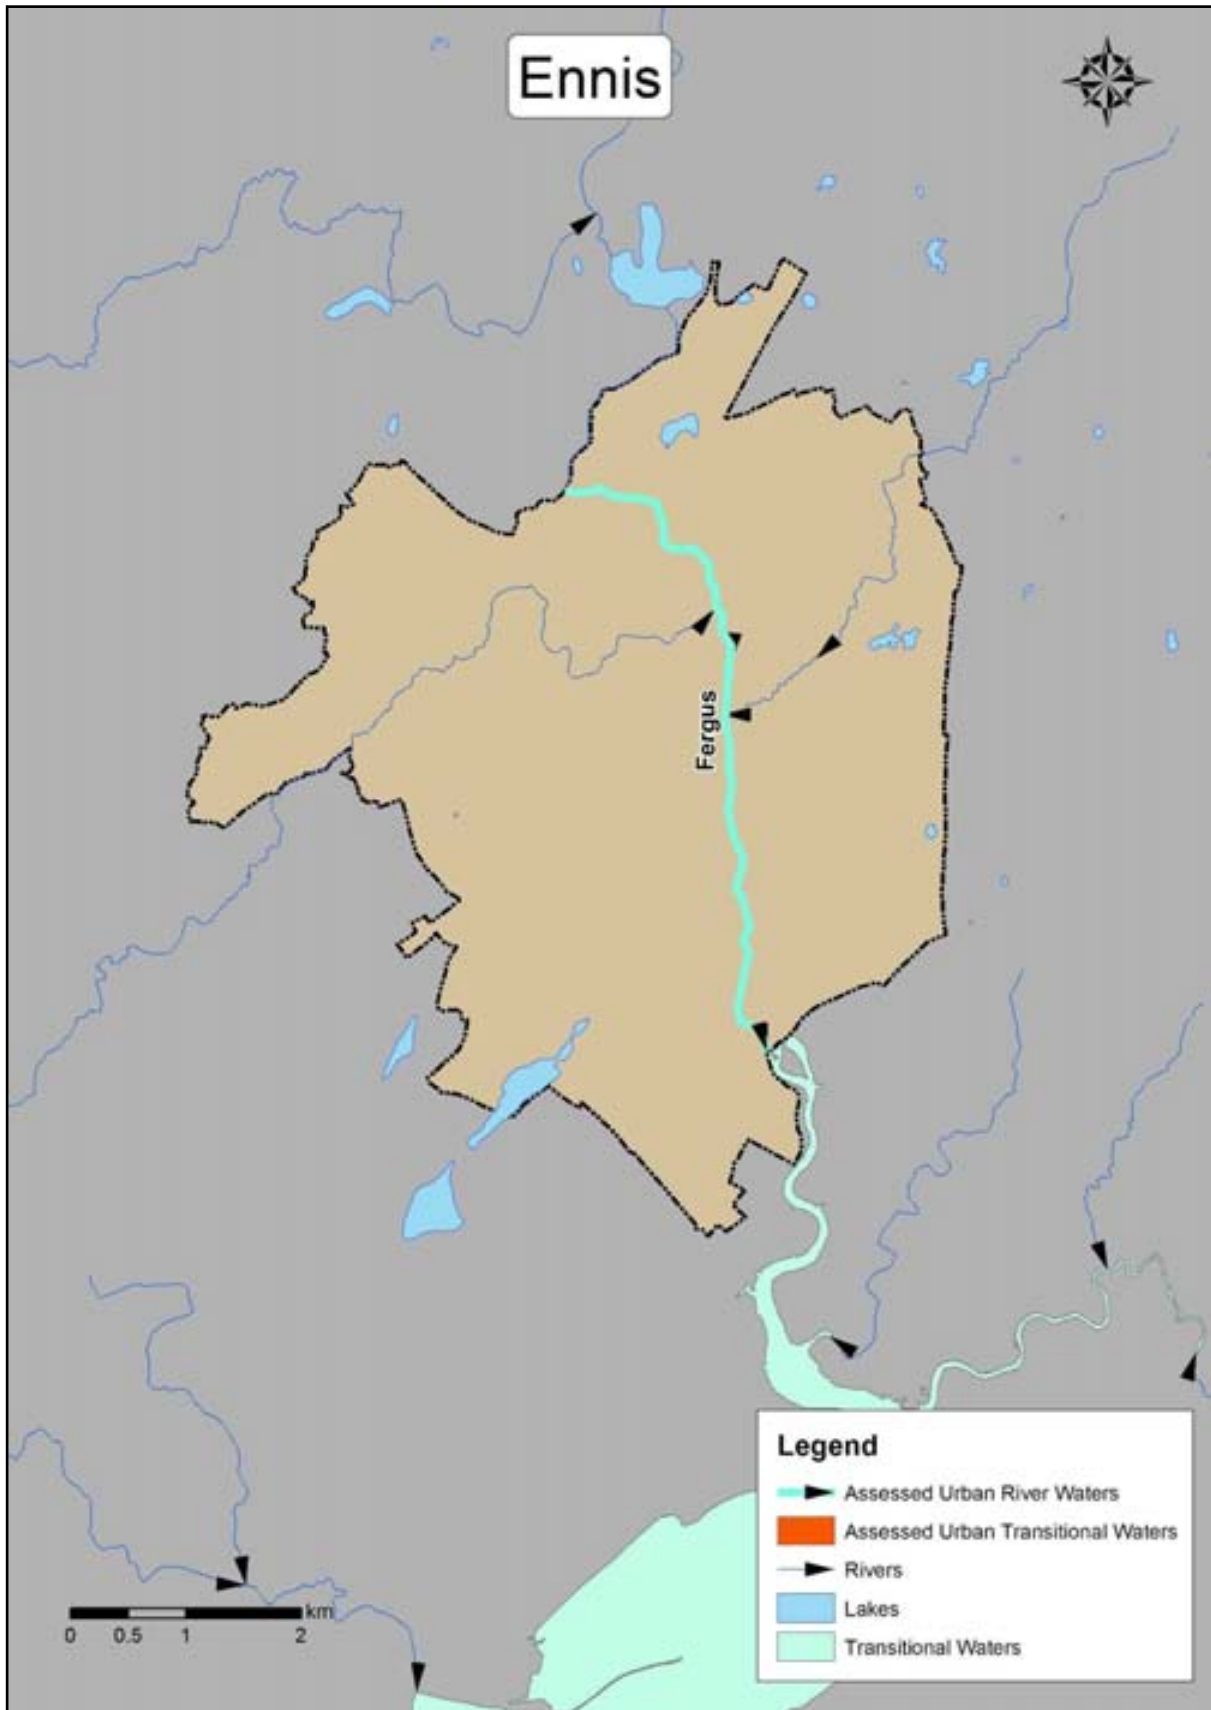 Ennis
Fergus
Legend
Assessed Urban River Waters
Assessed Urban Transitional Waters
Rivers
Lakes
Transitional Waters
km
0 0.5 1 2